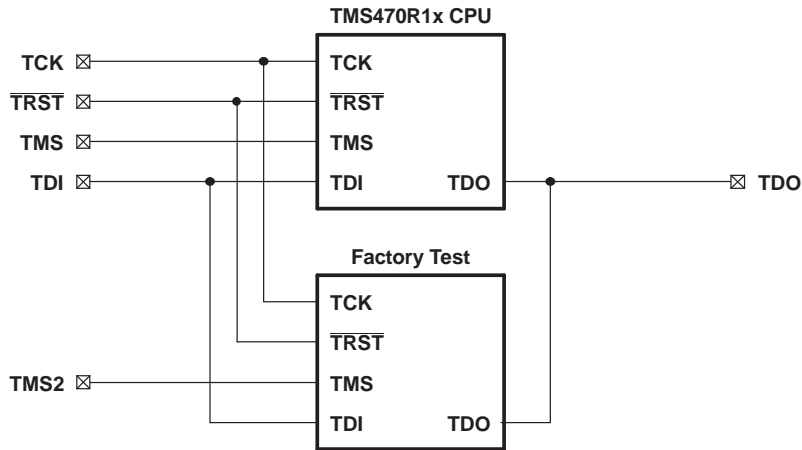 TMS470R1x CPU
TCK
TCK
TRST
TRST
TMS
TMS
TDI
TDI
TDO
TDO
Factory Test
TCK
TRST
TMS2
TMS
TDI
TDO